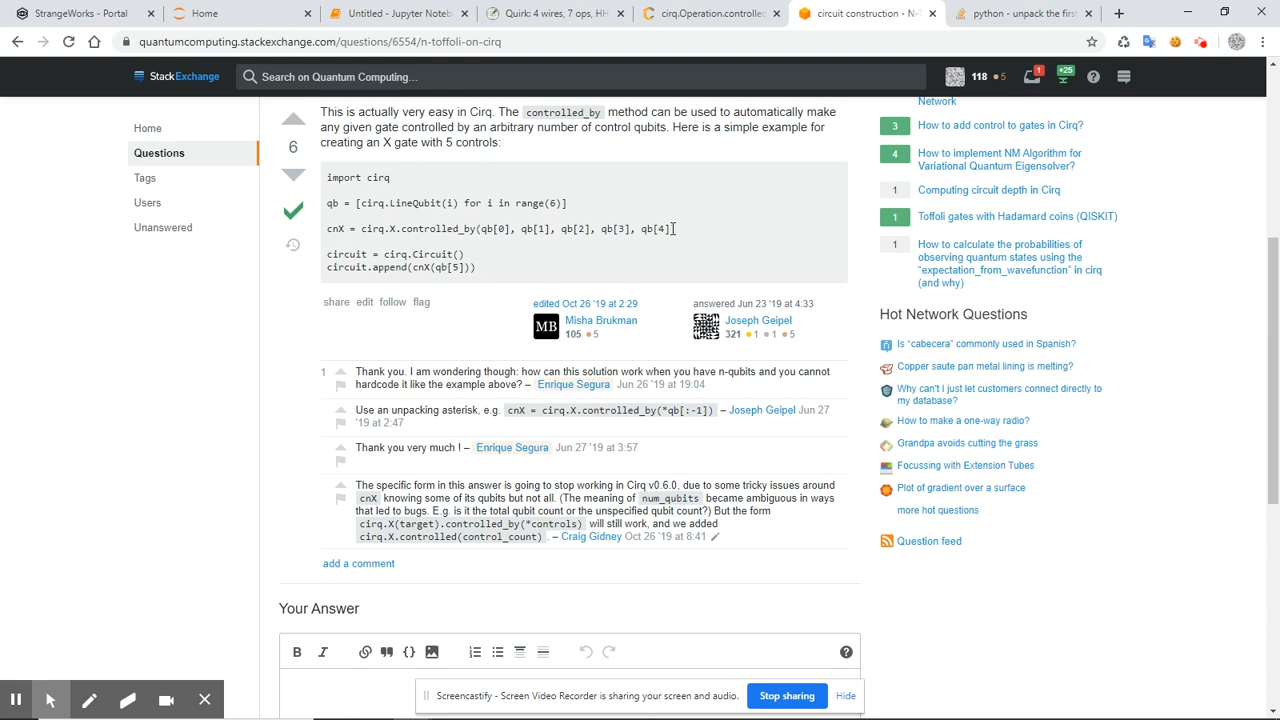 StrangeWorks - Portal
Home
Untitled - Jupyter Noteb
Quirk: 4 wires, 7 ops, HH
cirq.Operation.controlled
circuit construction - N-T
python - unpack the first
quantumcomputing.stackexchange.com/questions/6554/n-toffoli-on-cirq
StackExchange
Search on Quantum Computing...
118 5
1
+25
Home
Questions
Tags
Users
Unanswered
This is actually very easy in Cirq. The controlled_by method can be used to automatically make
any given gate controlled by an arbitrary number of control qubits. Here is a simple example for
creating an X gate with 5 controls:
6
import cirq
qb = [cirq.LineQubit(i) for i in range(6)]
cnX = cirq.X.controlled_by(qb[0], qb[1], qb[2], qb[3], qb[4])
circuit = cirq.Circuit()
circuit.append(cnX(qb[5]))
share edit follow flag
edited Oct 26 '19 at 2:29
MB
Misha Brukman
105 5
answered Jun 23 '19 at 4:33
Joseph Geipel
321 1 1 5
1
Thank you. I am wondering though: how can this solution work when you have n-qubits and you cannot
hardcode it like the example above? – Enrique Segura Jun 26 '19 at 19:04
Use an unpacking asterisk, e.g. cnX = cirq.X.controlled_by(*qb[:-1]) – Joseph Geipel Jun 27
'19 at 2:47
Thank you very much ! – Enrique Segura Jun 27 '19 at 3:57
The specific form in this answer is going to stop working in Cirq v0.6.0, due to some tricky issues around
cnX knowing some of its qubits but not all. (The meaning of num_qubits became ambiguous in ways
that led to bugs. E.g. is it the total qubit count or the unspecified qubit count?) But the form
cirq.X(target).controlled_by(*controls) will still work, and we added
cirq.X.controlled(control_count) . – Craig Gidney Oct 26 '19 at 8:41
add a comment
Your Answer
Network
3 How to add control to gates in Cirq?
4 How to implement NM Algorithm for
Variational Quantum Eigensolver?
1 Computing circuit depth in Cirq
1 Toffoli gates with Hadamard coins (QISKIT)
1 How to calculate the probabilities of
observing quantum states using the
"expectation_from_wavefunction" in cirq
(and why)
Hot Network Questions
Is "cabecera" commonly used in Spanish?
Copper saute pan metal lining is melting?
Why can't I just let customers connect directly to
my database?
How to make a one-way radio?
Grandpa avoids cutting the grass
Focussing with Extension Tubes
Plot of gradient over a surface
more hot questions
Question feed
Screencastify - Screen Video Recorder is sharing your screen and audio.
Stop sharing
Hide